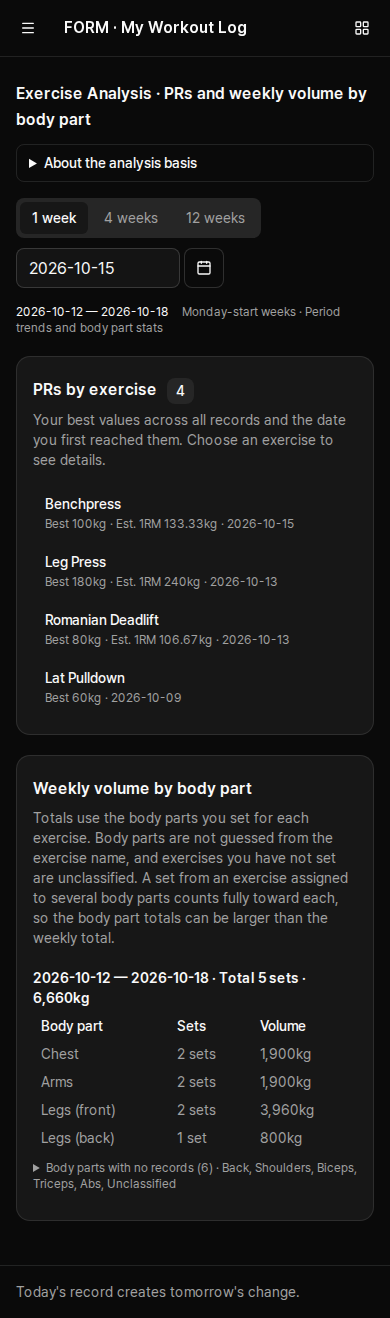 FORM · My Workout Log
Exercise Analysis · PRs and weekly volume by
body part
About the analysis basis
1 week
4 weeks
12 weeks
2026-10-15
2026-10-12 — 2026-10-18 Monday-start weeks · Period
trends and body part stats
PRs by exercise 4
Your best values across all records and the date
you first reached them. Choose an exercise to
see details.
Benchpress
Best 100kg · Est. 1RM 133.33kg · 2026-10-15
Leg Press
Best 180kg · Est. 1RM 240kg · 2026-10-13
Romanian Deadlift
Best 80kg · Est. 1RM 106.67kg · 2026-10-13
Lat Pulldown
Best 60kg · 2026-10-09
Weekly volume by body part
Totals use the body parts you set for each
exercise. Body parts are not guessed from the
exercise name, and exercises you have not set
are unclassified. A set from an exercise assigned
to several body parts counts fully toward each,
so the body part totals can be larger than the
weekly total.
2026-10-12 — 2026-10-18 · Total 5 sets ·
6,660kg
Body part Sets Volume
Chest 2 sets 1,900kg
Arms 2 sets 1,900kg
Legs (front) 2 sets 3,960kg
Legs (back) 1 set 800kg
Body parts with no records (6) · Back, Shoulders, Biceps,
Triceps, Abs, Unclassified
Today's record creates tomorrow's change.